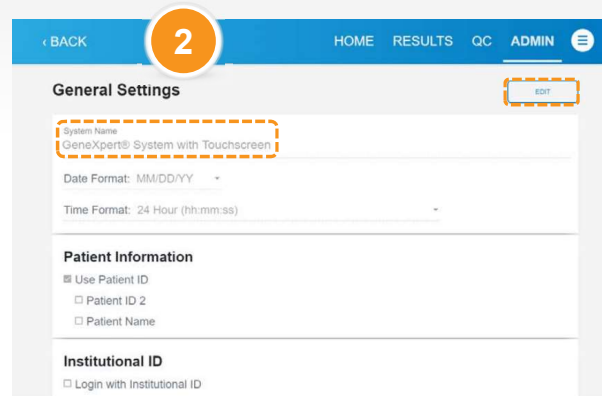 ‹ BACK
2
HOME RESULTS QC ADMIN
General Settings
EDIT
System Name
GeneXpert® System with Touchscreen
Date Format: MM/DD/YY
Time Format: 24 Hour (hh:mm:ss)
Patient Information
Use Patient ID
Patient ID 2
Patient Name
Institutional ID
Login with Institutional ID